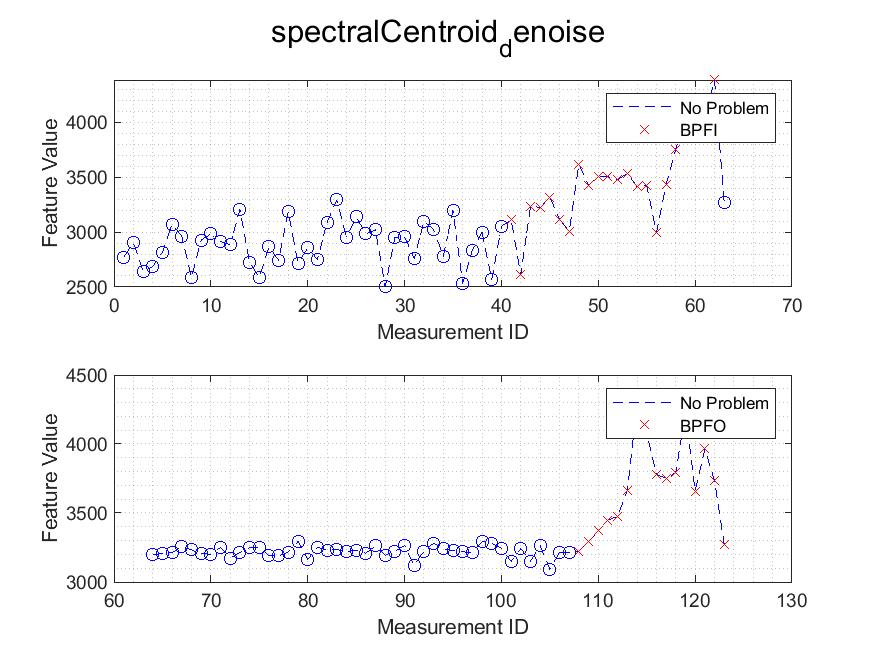 spectralCentroid_denoise
Feature Value
4000
3500
3000
2500
No Problem
BPFI
0 10 20 30 40 50 60 70
Measurement ID
Feature Value
4500
4000
3500
3000
No Problem
BPFO
60 70 80 90 100 110 120 130
Measurement ID